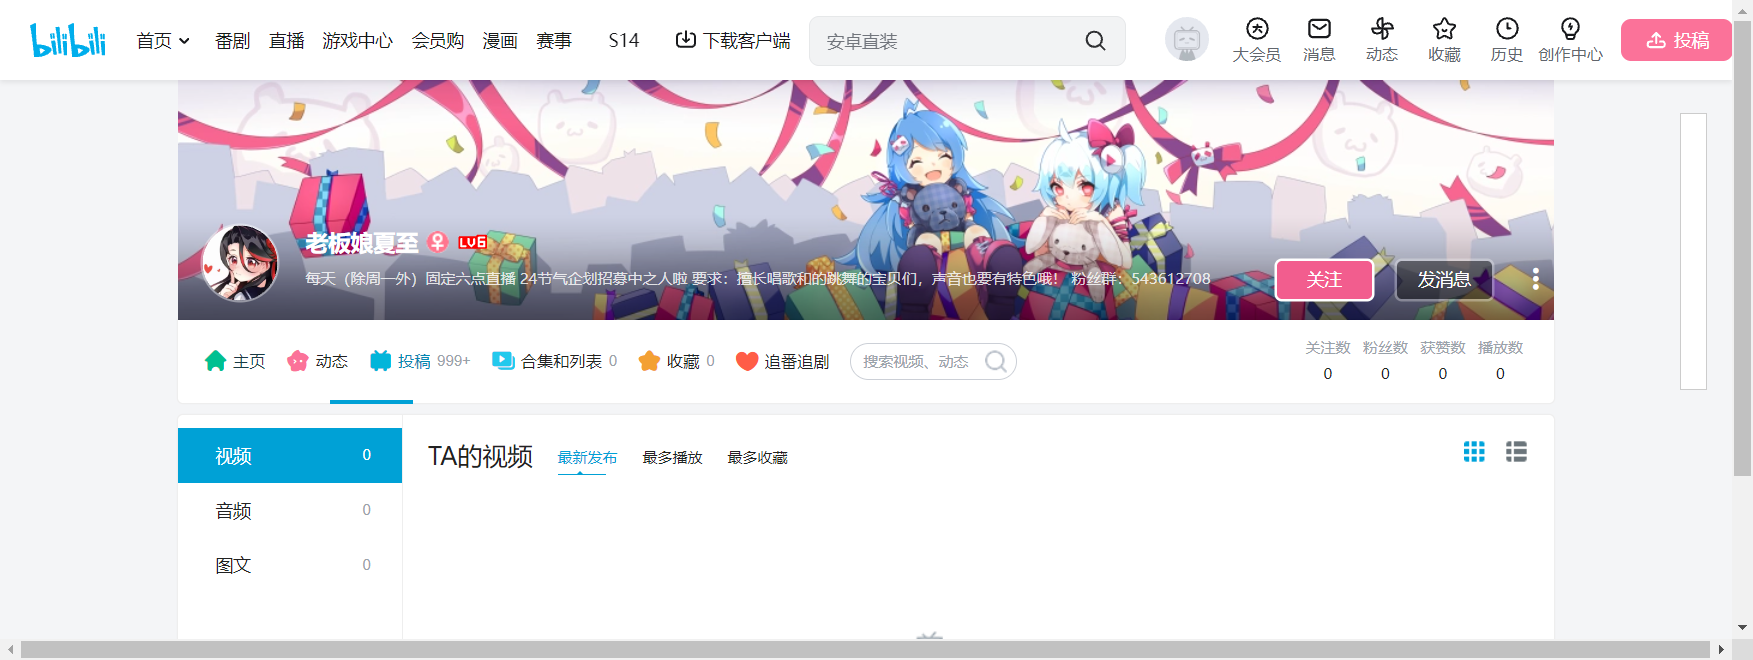 bilibili 首页 番剧 直播 游戏中心 会员购 漫画 赛事 S14 下载客户端 安卓直装 大会员 消息 动态 收藏 历史 创作中心 投稿
老板娘夏至 LV6
每天（除周一外）固定六点直播 24节气企划招募中之人啦 要求：擅长唱歌和的跳舞的宝贝们，声音也要有特色哦！ 粉丝群：543612708
关注 发消息
主页 动态 投稿 999+ 合集和列表 0 收藏 0 追番追剧 搜索视频、动态
关注数 粉丝数 获赞数 播放数
0 0 0 0
视频 0
音频 0
图文 0
TA的视频 最新发布 最多播放 最多收藏